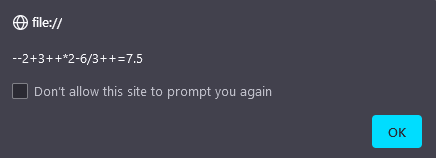 file://
--2+3++*2-6/3++=7.5
Don't allow this site to prompt you again
OK